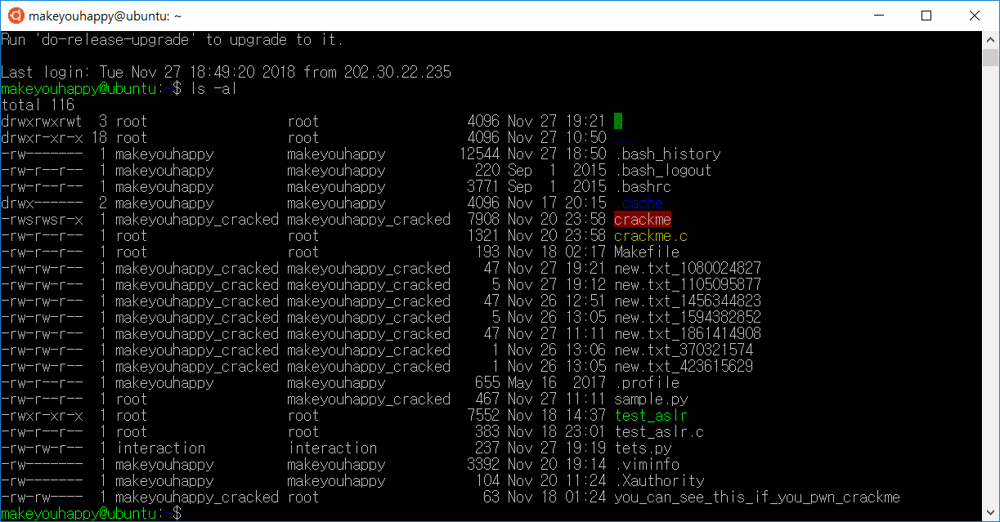 makeyouhappy@ubuntu: ~
Run 'do-release-upgrade' to upgrade to it.
Last login: Tue Nov 27 18:49:20 2018 from 202.30.22.235
makeyouhappy@ubuntu:~$ ls -al
total 116
drwxrwxrwt 3 root root 4096 Nov 27 19:21 .
drwxr-xr-x 18 root root 4096 Nov 27 10:50 ..
-rw------- 1 makeyouhappy makeyouhappy 12544 Nov 27 18:50 .bash_history
-rw-r--r-- 1 makeyouhappy makeyouhappy 220 Sep 1 2015 .bash_logout
-rw-r--r-- 1 makeyouhappy makeyouhappy 3771 Sep 1 2015 .bashrc
drwx------ 2 makeyouhappy makeyouhappy 4096 Nov 17 20:15 .cache
-rwsrwsr-x 1 makeyouhappy_cracked makeyouhappy_cracked 7908 Nov 20 23:58 crackme
-rw-r--r-- 1 root root 1321 Nov 20 23:58 crackme.c
-rw-r--r-- 1 root root 193 Nov 18 02:17 Makefile
-rw-rw-r-- 1 makeyouhappy_cracked makeyouhappy_cracked 47 Nov 27 19:21 new.txt_1080024827
-rw-rw-r-- 1 makeyouhappy_cracked makeyouhappy_cracked 5 Nov 27 19:12 new.txt_1105095877
-rw-rw-r-- 1 makeyouhappy_cracked makeyouhappy_cracked 47 Nov 26 12:51 new.txt_1456344823
-rw-rw-r-- 1 makeyouhappy_cracked makeyouhappy_cracked 5 Nov 26 13:05 new.txt_1594382852
-rw-rw-r-- 1 makeyouhappy_cracked makeyouhappy_cracked 47 Nov 27 11:11 new.txt_1861414908
-rw-rw-r-- 1 makeyouhappy_cracked makeyouhappy_cracked 1 Nov 26 13:06 new.txt_370321574
-rw-rw-r-- 1 makeyouhappy_cracked makeyouhappy_cracked 1 Nov 26 13:05 new.txt_423615629
-rw-r--r-- 1 makeyouhappy makeyouhappy 655 May 16 2017 .profile
-rw-r--r-- 1 root makeyouhappy_cracked 467 Nov 27 11:11 sample.py
-rwxr-xr-x 1 root root 7552 Nov 18 14:37 test_aslr
-rw-r--r-- 1 root root 383 Nov 18 23:01 test_aslr.c
-rw-rw-r-- 1 interaction interaction 237 Nov 27 19:19 tets.py
-rw------- 1 makeyouhappy makeyouhappy 3392 Nov 20 19:14 .viminfo
-rw------- 1 makeyouhappy makeyouhappy 104 Nov 20 11:24 .Xauthority
-rw-rw---- 1 makeyouhappy_cracked root 63 Nov 18 01:24 you_can_see_this_if_you_pwn_crackme
makeyouhappy@ubuntu:~$